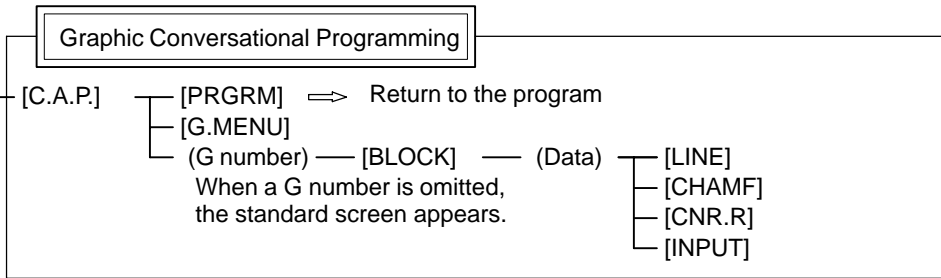 Graphic Conversational Programming
[C.A.P.] [PRGRM] Return to the program
[G.MENU]
(G number) [BLOCK] (Data) [LINE]
When a G number is omitted, [CHAMF]
the standard screen appears. [CNR.R]
[INPUT]